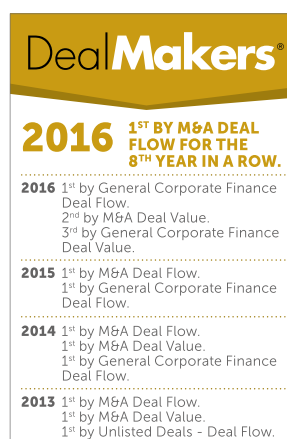 DealMakers®
2016
1ST BY M&A DEAL
FLOW FOR THE
8TH YEAR IN A ROW.
2016 1st by General Corporate Finance
Deal Flow.
2nd by M&A Deal Value.
3rd by General Corporate Finance
Deal Value.
2015 1st by M&A Deal Flow.
1st by General Corporate Finance
Deal Flow.
2014 1st by M&A Deal Flow.
1st by M&A Deal Value.
1st by General Corporate Finance
Deal Flow.
2013 1st by M&A Deal Flow.
1st by M&A Deal Value.
1st by Unlisted Deals - Deal Flow.